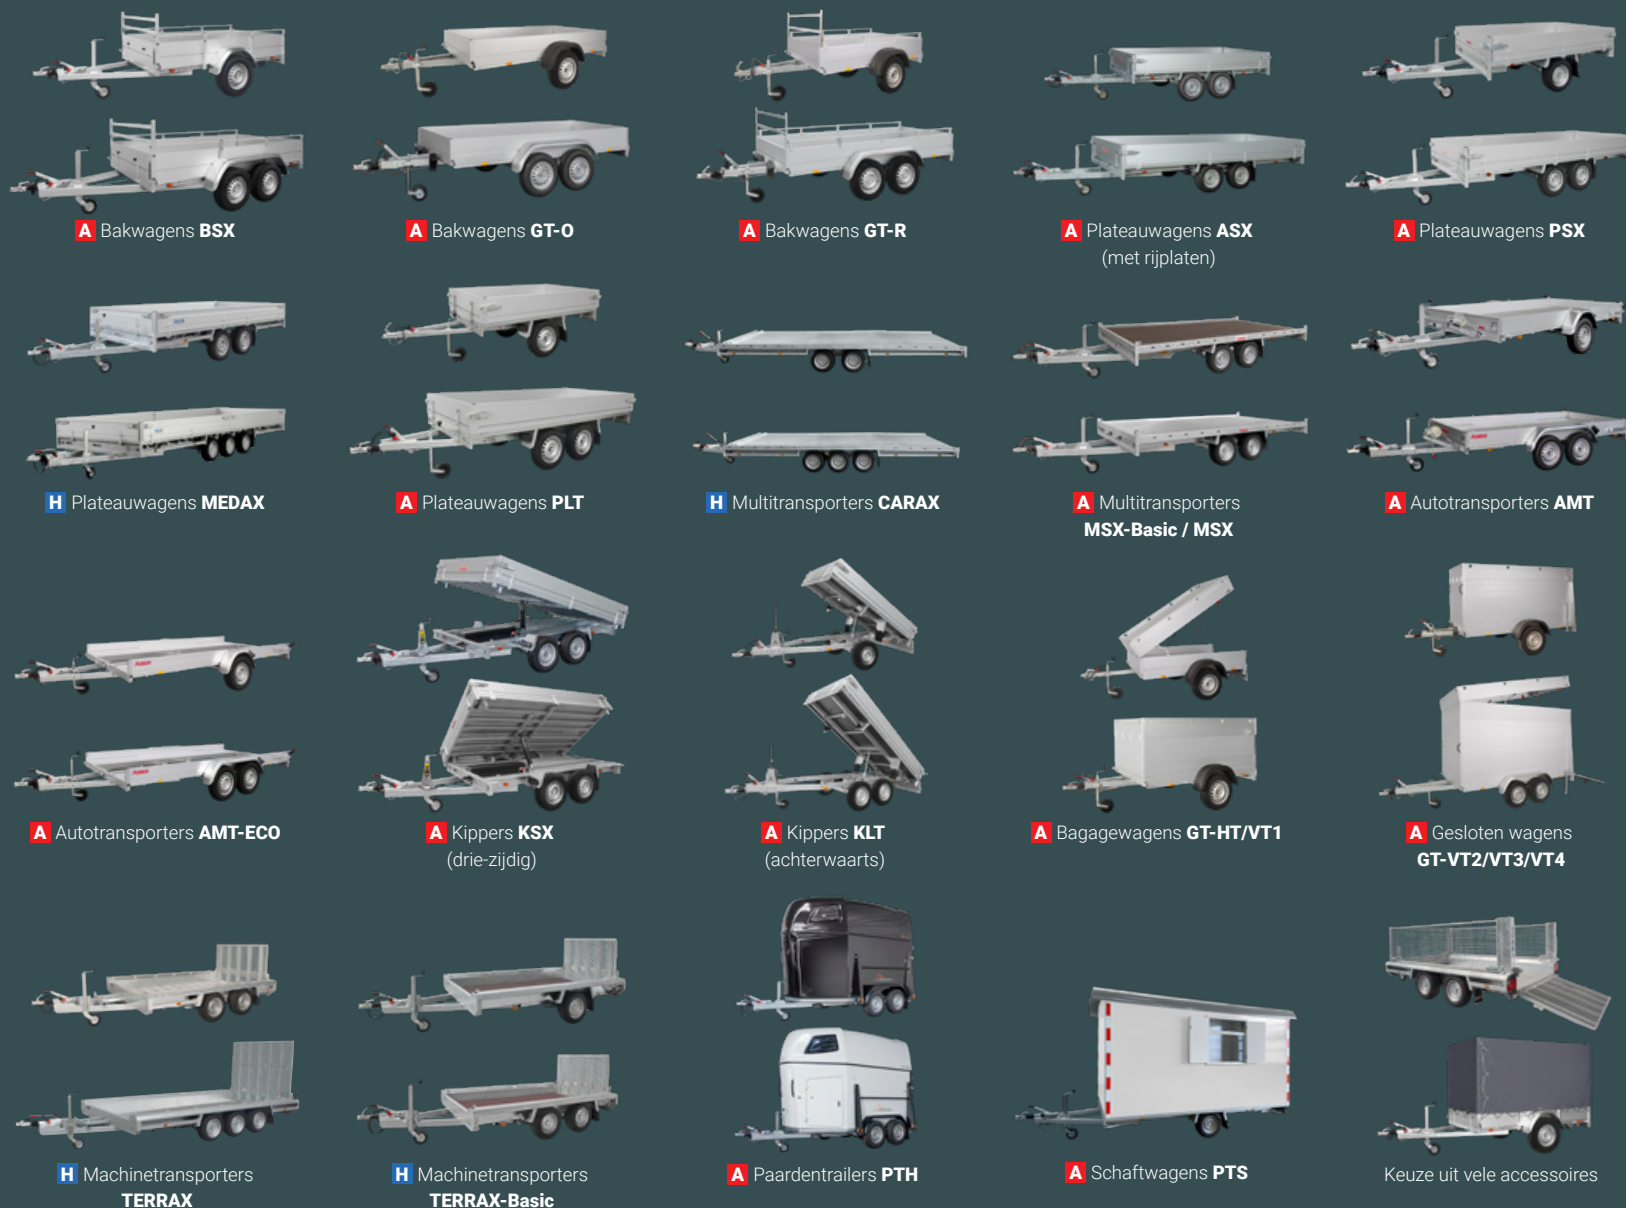 A Bakwagens BSX
A Bakwagens GT-O
A Bakwagens GT-R
A Plateauwagens ASX
(met rijplaten)
A Plateauwagens PSX
H Plateauwagens MEDAX
A Plateauwagens PLT
H Multitransporters CARAX
A Multitransporters
MSX-Basic / MSX
A Autotransporters AMT
A Autotransporters AMT-ECO
A Kippers KSX
(drie-zijdig)
A Kippers KLT
(achterwaarts)
A Bagagewagens GT-HT/VT1
A Gesloten wagens
GT-VT2/VT3/VT4
H Machinetransporters
TERRAX
H Machinetransporters
TERRAX-Basic
A Paardentrailers PTH
A Schaftwagens PTS
Keuze uit vele accessoires